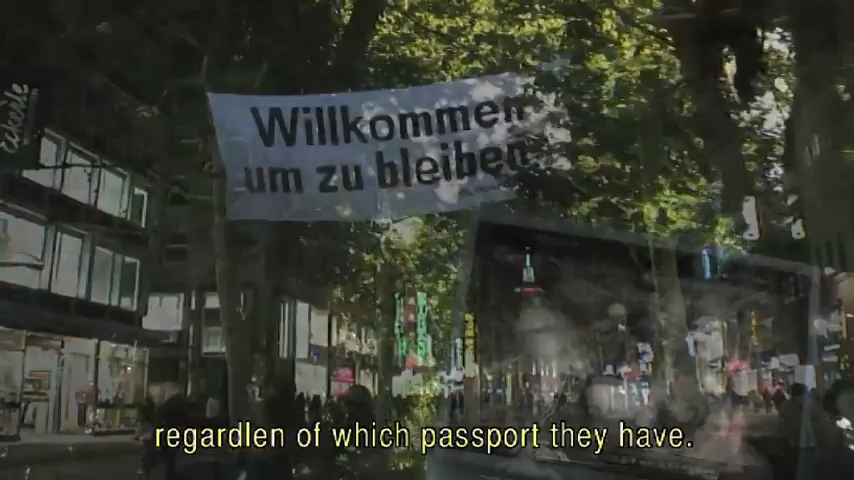 Willkommen
um zu bleiben
regardlen of which passport they have.